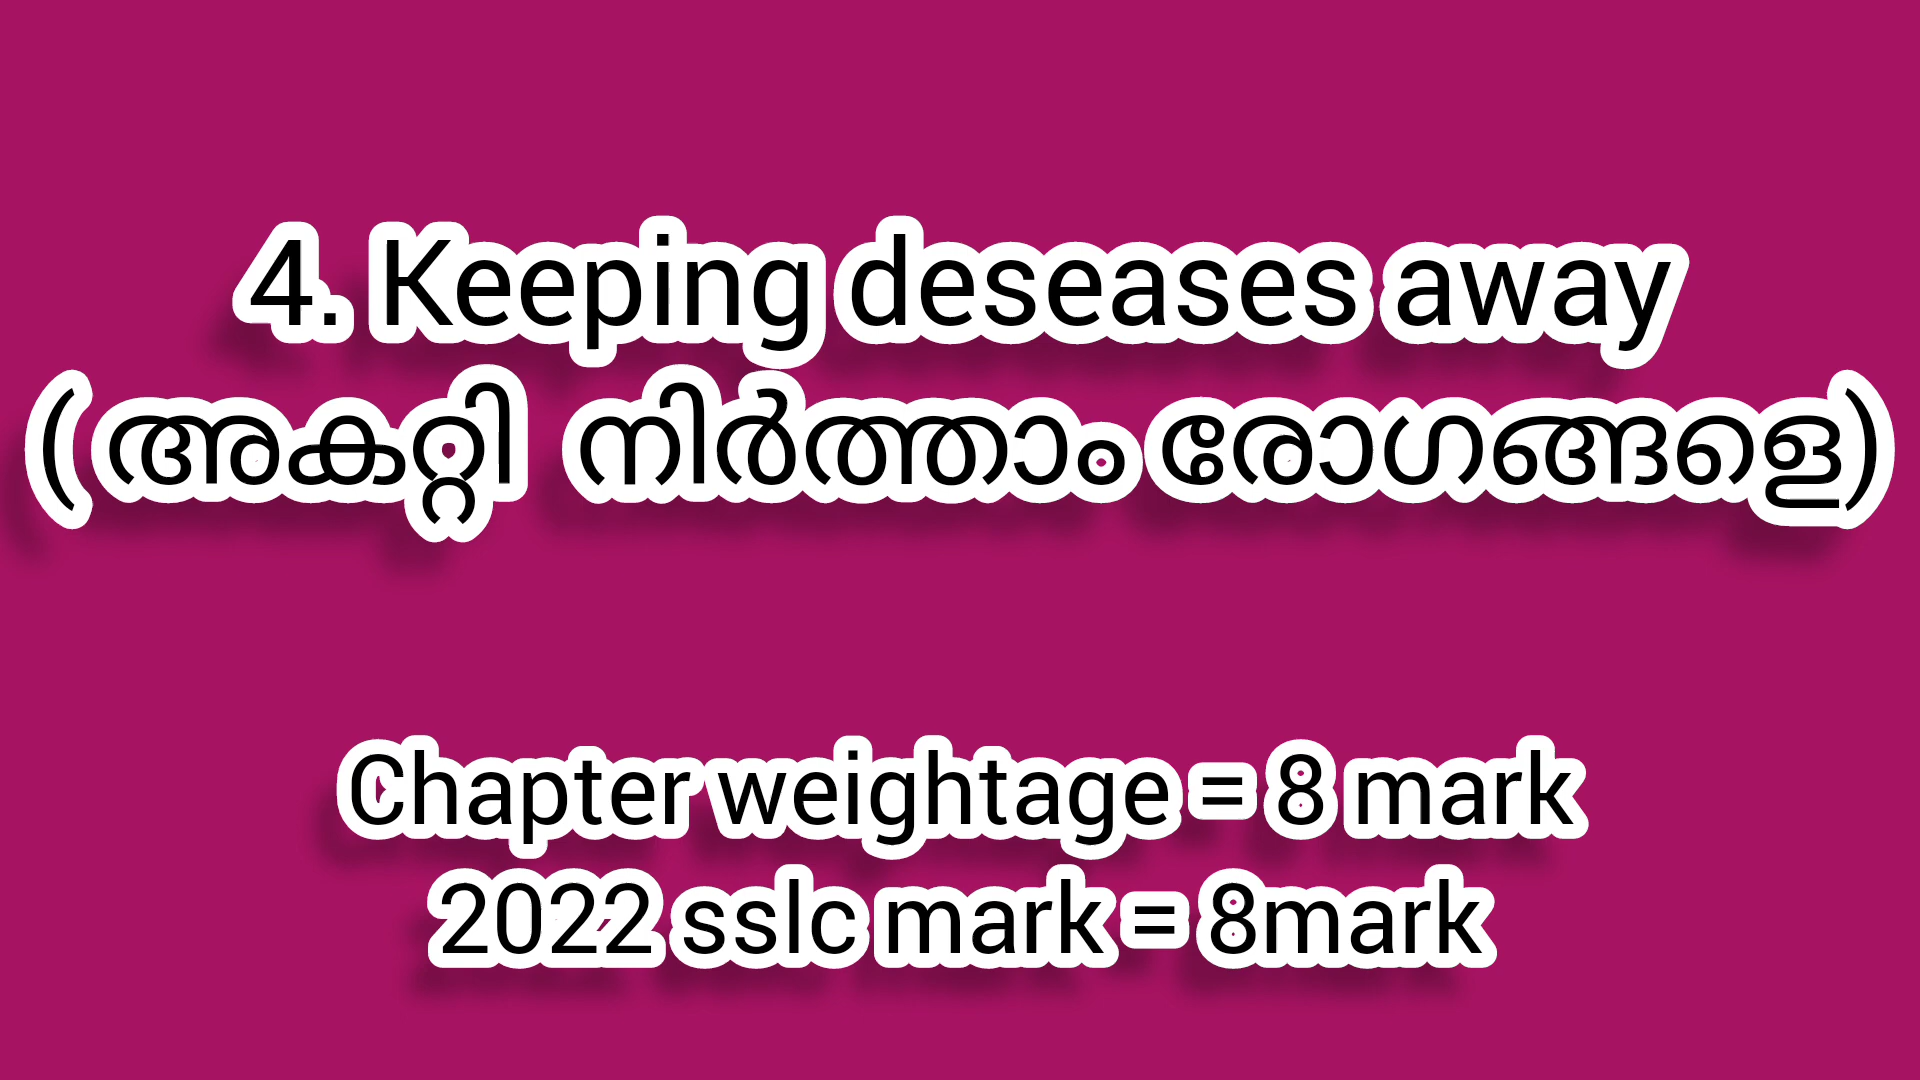 4. Keeping deseases away
( അകറ്റി നിർത്താം രോഗങ്ങളെ)
Chapter weightage = 8 mark
2022 sslc mark = 8mark